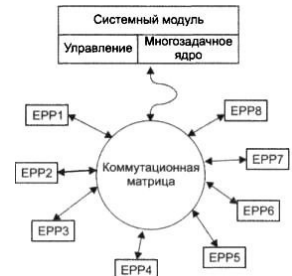 Системный модуль
Управление
Многозадачное
ядро
EPP1
EPP8
Коммутационная
матрица
EPP2
EPP7
EPP3
EPP6
EPP4
EPP5